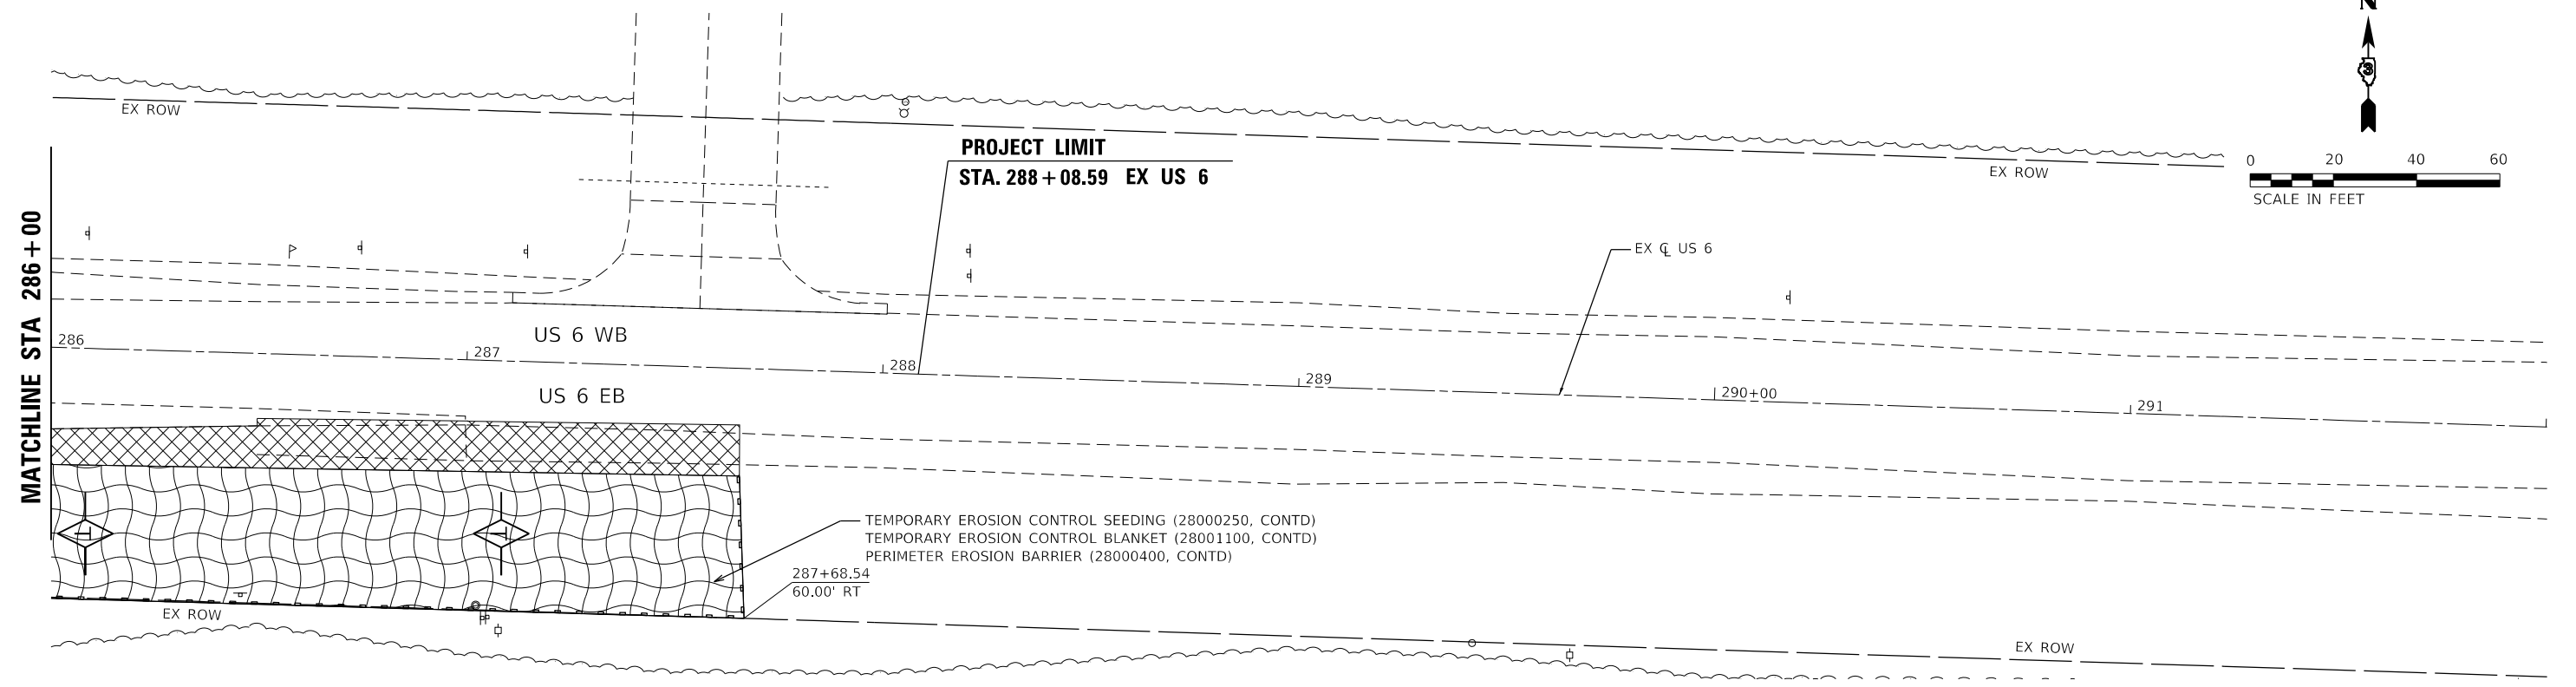 N
3
EX ROW
PROJECT LIMIT
STA. 288+08.59 EX US 6
EX ROW
0 20 40 60
SCALE IN FEET
MATCHLINE STA 286+00
EX ℄ US 6
US 6 WB
286
287
288
289
290+00
291
US 6 EB
TEMPORARY EROSION CONTROL SEEDING (28000250, CONTD)
TEMPORARY EROSION CONTROL BLANKET (28001100, CONTD)
PERIMETER EROSION BARRIER (28000400, CONTD)
287+68.54
60.00' RT
1
1
EX ROW
EX ROW